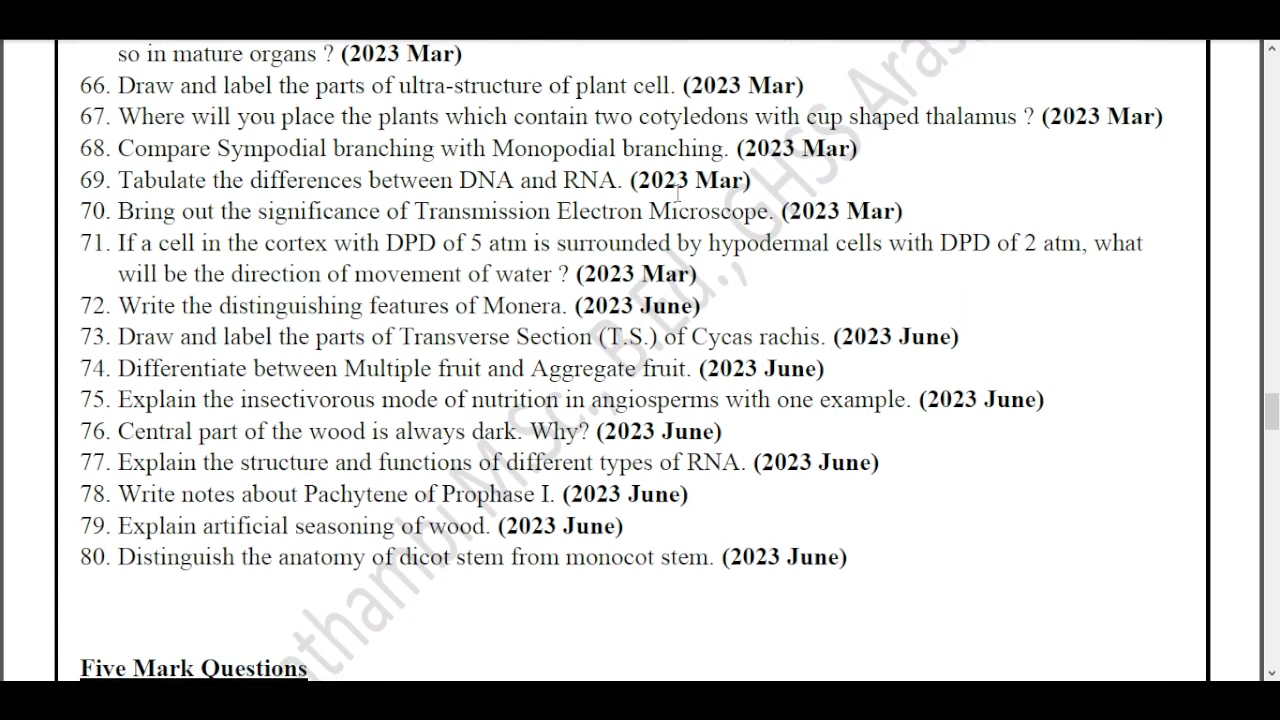 so in mature organs ? (2023 Mar)
66. Draw and label the parts of ultra-structure of plant cell. (2023 Mar)
67. Where will you place the plants which contain two cotyledons with cup shaped thalamus ? (2023 Mar)
68. Compare Sympodial branching with Monopodial branching. (2023 Mar)
69. Tabulate the differences between DNA and RNA. (2023 Mar)
70. Bring out the significance of Transmission Electron Microscope. (2023 Mar)
71. If a cell in the cortex with DPD of 5 atm is surrounded by hypodermal cells with DPD of 2 atm, what
will be the direction of movement of water ? (2023 Mar)
72. Write the distinguishing features of Monera. (2023 June)
73. Draw and label the parts of Transverse Section (T.S.) of Cycas rachis. (2023 June)
74. Differentiate between Multiple fruit and Aggregate fruit. (2023 June)
75. Explain the insectivorous mode of nutrition in angiosperms with one example. (2023 June)
76. Central part of the wood is always dark. Why? (2023 June)
77. Explain the structure and functions of different types of RNA. (2023 June)
78. Write notes about Pachytene of Prophase I. (2023 June)
79. Explain artificial seasoning of wood. (2023 June)
80. Distinguish the anatomy of dicot stem from monocot stem. (2023 June)
Five Mark Questions
M.Sc., B.Ed., GHSS